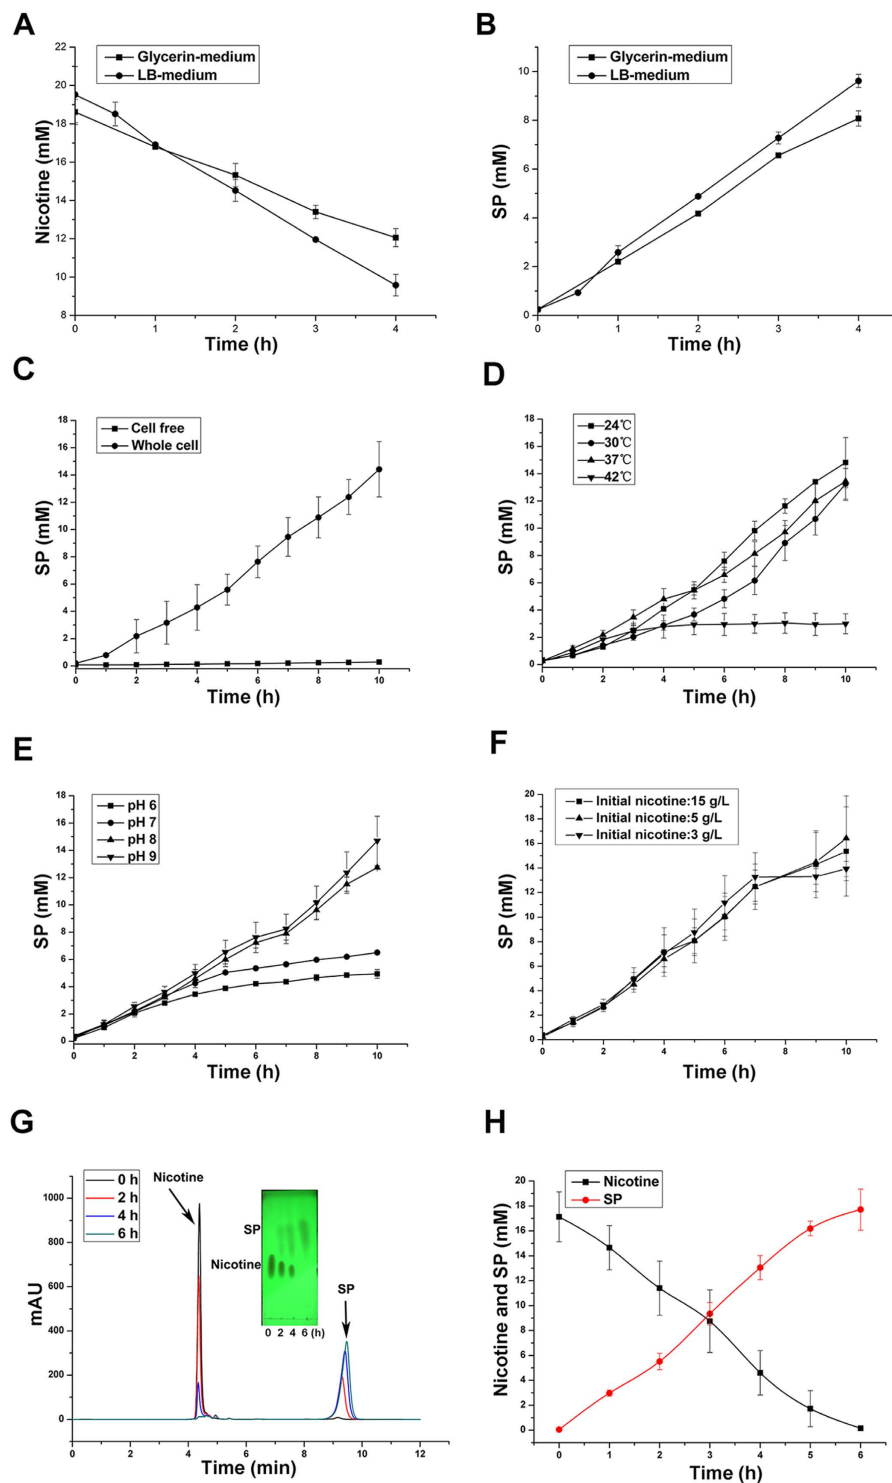 A
Glycerin-medium
LB-medium
22
20
18
16
14
12
10
8
Nicotine (mM)
0 1 2 3 4
Time (h)
B
Glycerin-medium
LB-medium
10
8
6
4
2
0
SP (mM)
0 1 2 3 4
Time (h)
C
Cell free
Whole cell
18
16
14
12
10
8
6
4
2
0
SP (mM)
0 2 4 6 8 10
Time (h)
D
24℃
30℃
37℃
42℃
18
16
14
12
10
8
6
4
2
0
SP (mM)
0 2 4 6 8 10
Time (h)
E
pH 6
pH 7
pH 8
pH 9
18
16
14
12
10
8
6
4
2
0
SP (mM)
0 2 4 6 8 10
Time (h)
F
Initial nicotine:15 g/L
Initial nicotine:5 g/L
Initial nicotine:3 g/L
20
18
16
14
12
10
8
6
4
2
0
SP (mM)
0 2 4 6 8 10
Time (h)
G
0 h
2 h
4 h
6 h
Nicotine
SP
Nicotine
SP
0 2 4 6 (h)
1000
800
600
400
200
0
mAU
0 2 4 6 8 10 12
Time (min)
H
Nicotine
SP
20
18
16
14
12
10
8
6
4
2
0
Nicotine and SP (mM)
0 1 2 3 4 5 6
Time (h)